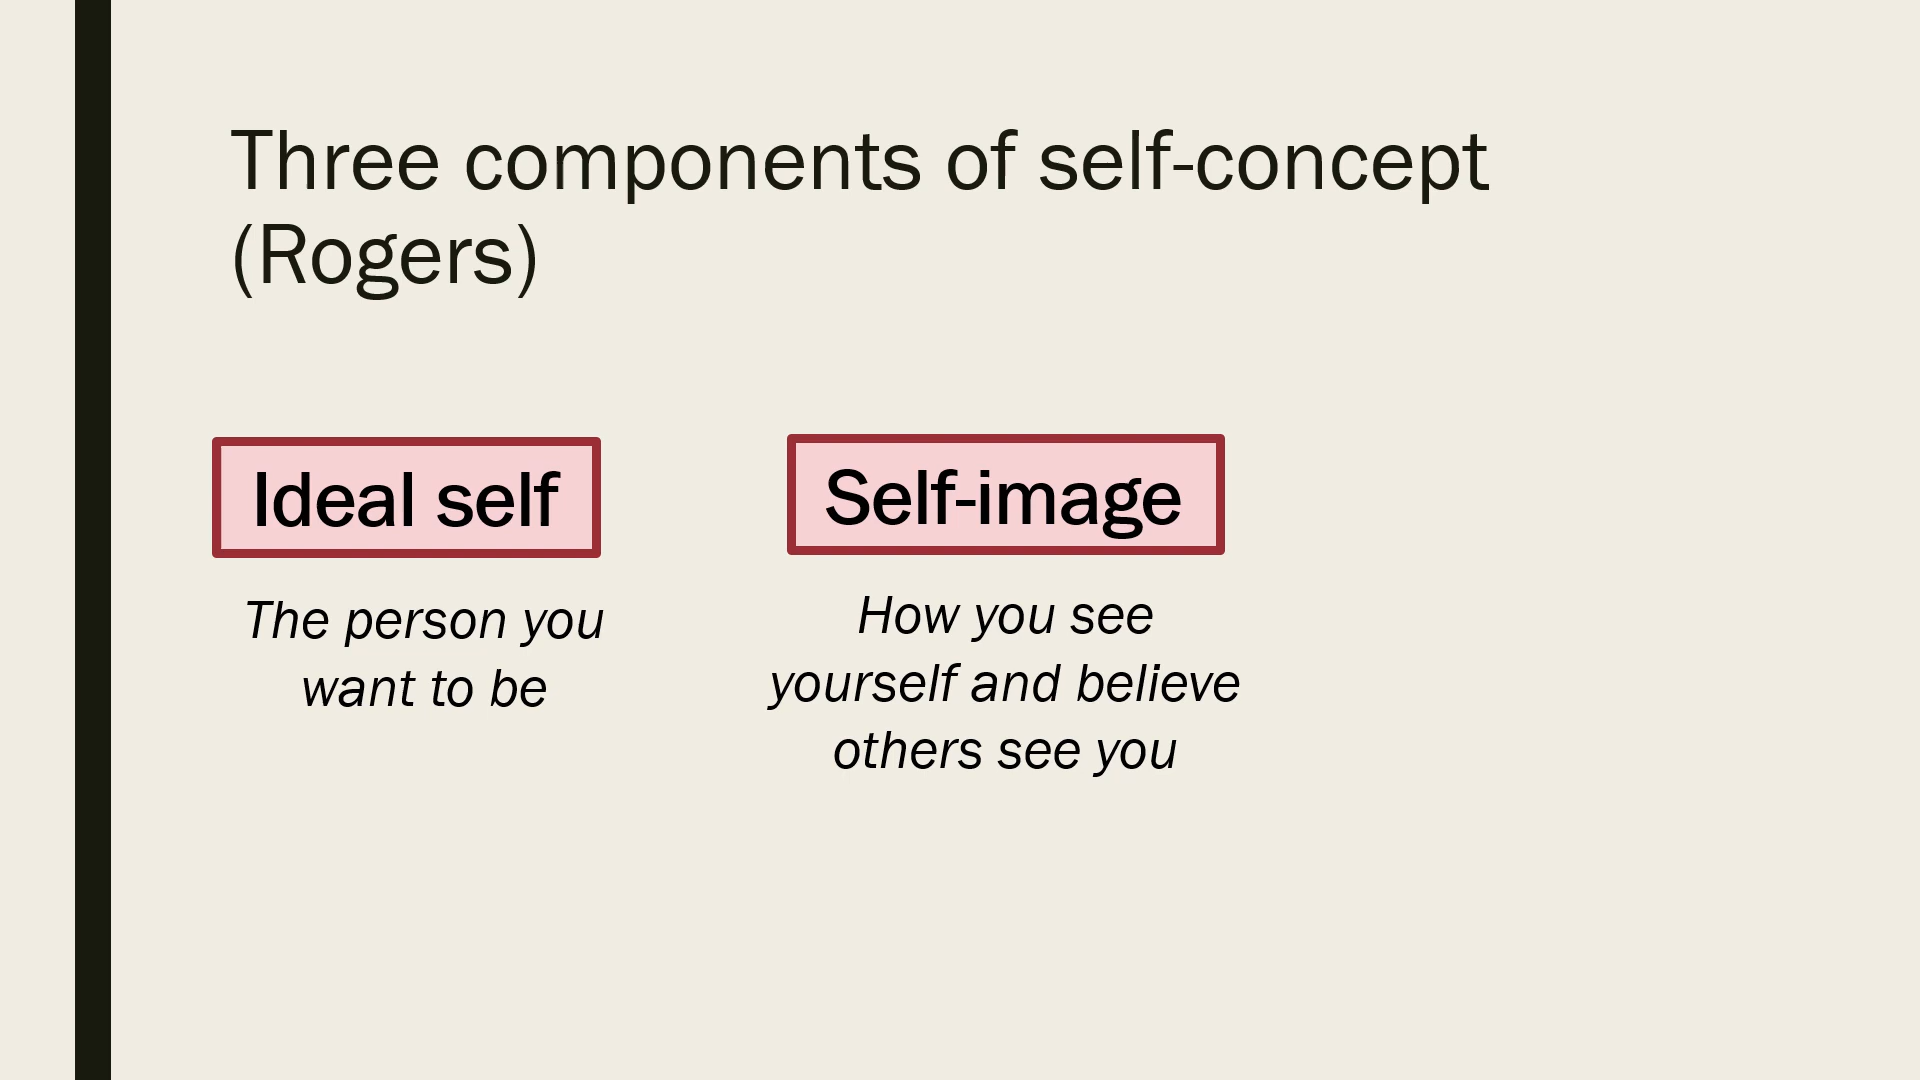 Three components of self-concept
(Rogers)
Ideal self
The person you
want to be
Self-image
How you see
yourself and believe
others see you